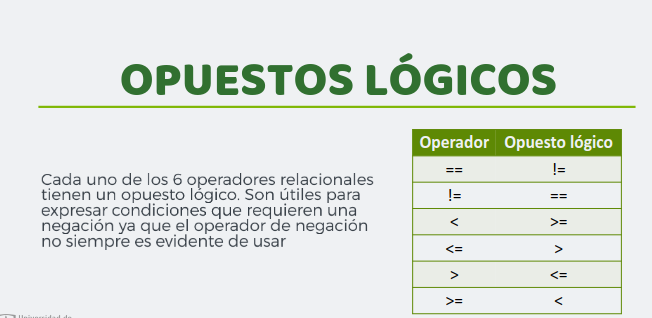 OPUESTOS LÓGICOS
Cada uno de los 6 operadores relacionales
tienen un opuesto lógico. Son útiles para
expresar condiciones que requieren una
negación ya que el operador de negación
no siempre es evidente de usar
Operador Opuesto lógico
== !=
!= ==
< >=
<= >
> <=
>= <
Universidad de